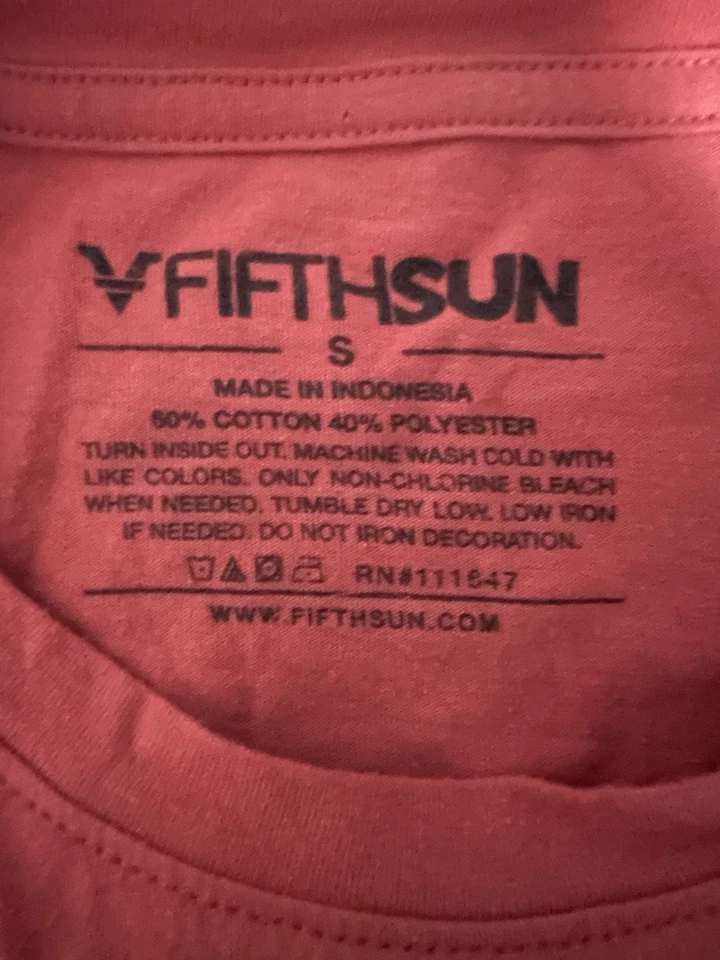 FIFTHSUN
S
MADE IN INDONESIA
60% COTTON 40% POLYESTER
TURN INSIDE OUT. MACHINE WASH COLD WITH
LIKE COLORS. ONLY NON-CHLORINE BLEACH
WHEN NEEDED. TUMBLE DRY LOW. LOW IRON
IF NEEDED. DO NOT IRON DECORATION.
RN#111647
WWW.FIFTHSUN.COM